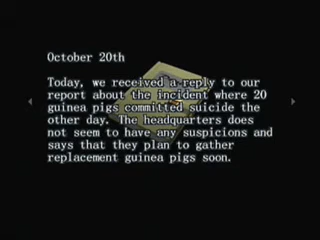 October 20th
Today, we received a reply to our
report about the incident where 20
guinea pigs committed suicide the
other day. The headquarters does
not seem to have any suspicions and
says that they plan to gather
replacement guinea pigs soon.